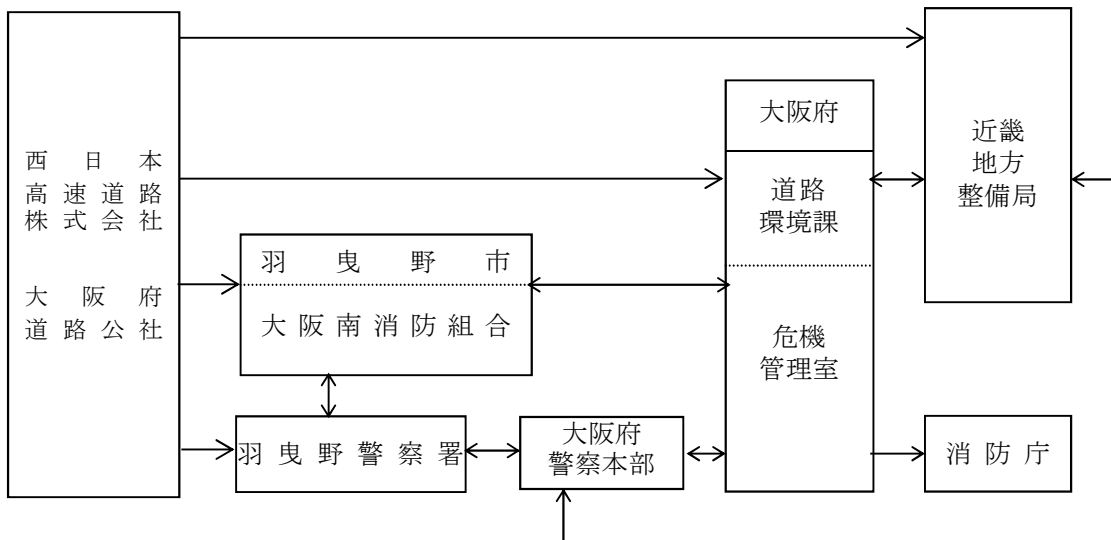 西日本
高速道路
株式会社
大阪府
道路公社
羽曳野市
大阪南消防組合
羽曳野警察署
大阪府
警察本部
大阪府
道路
環境課
危機
管理室
近畿
地方
整備局
消防庁